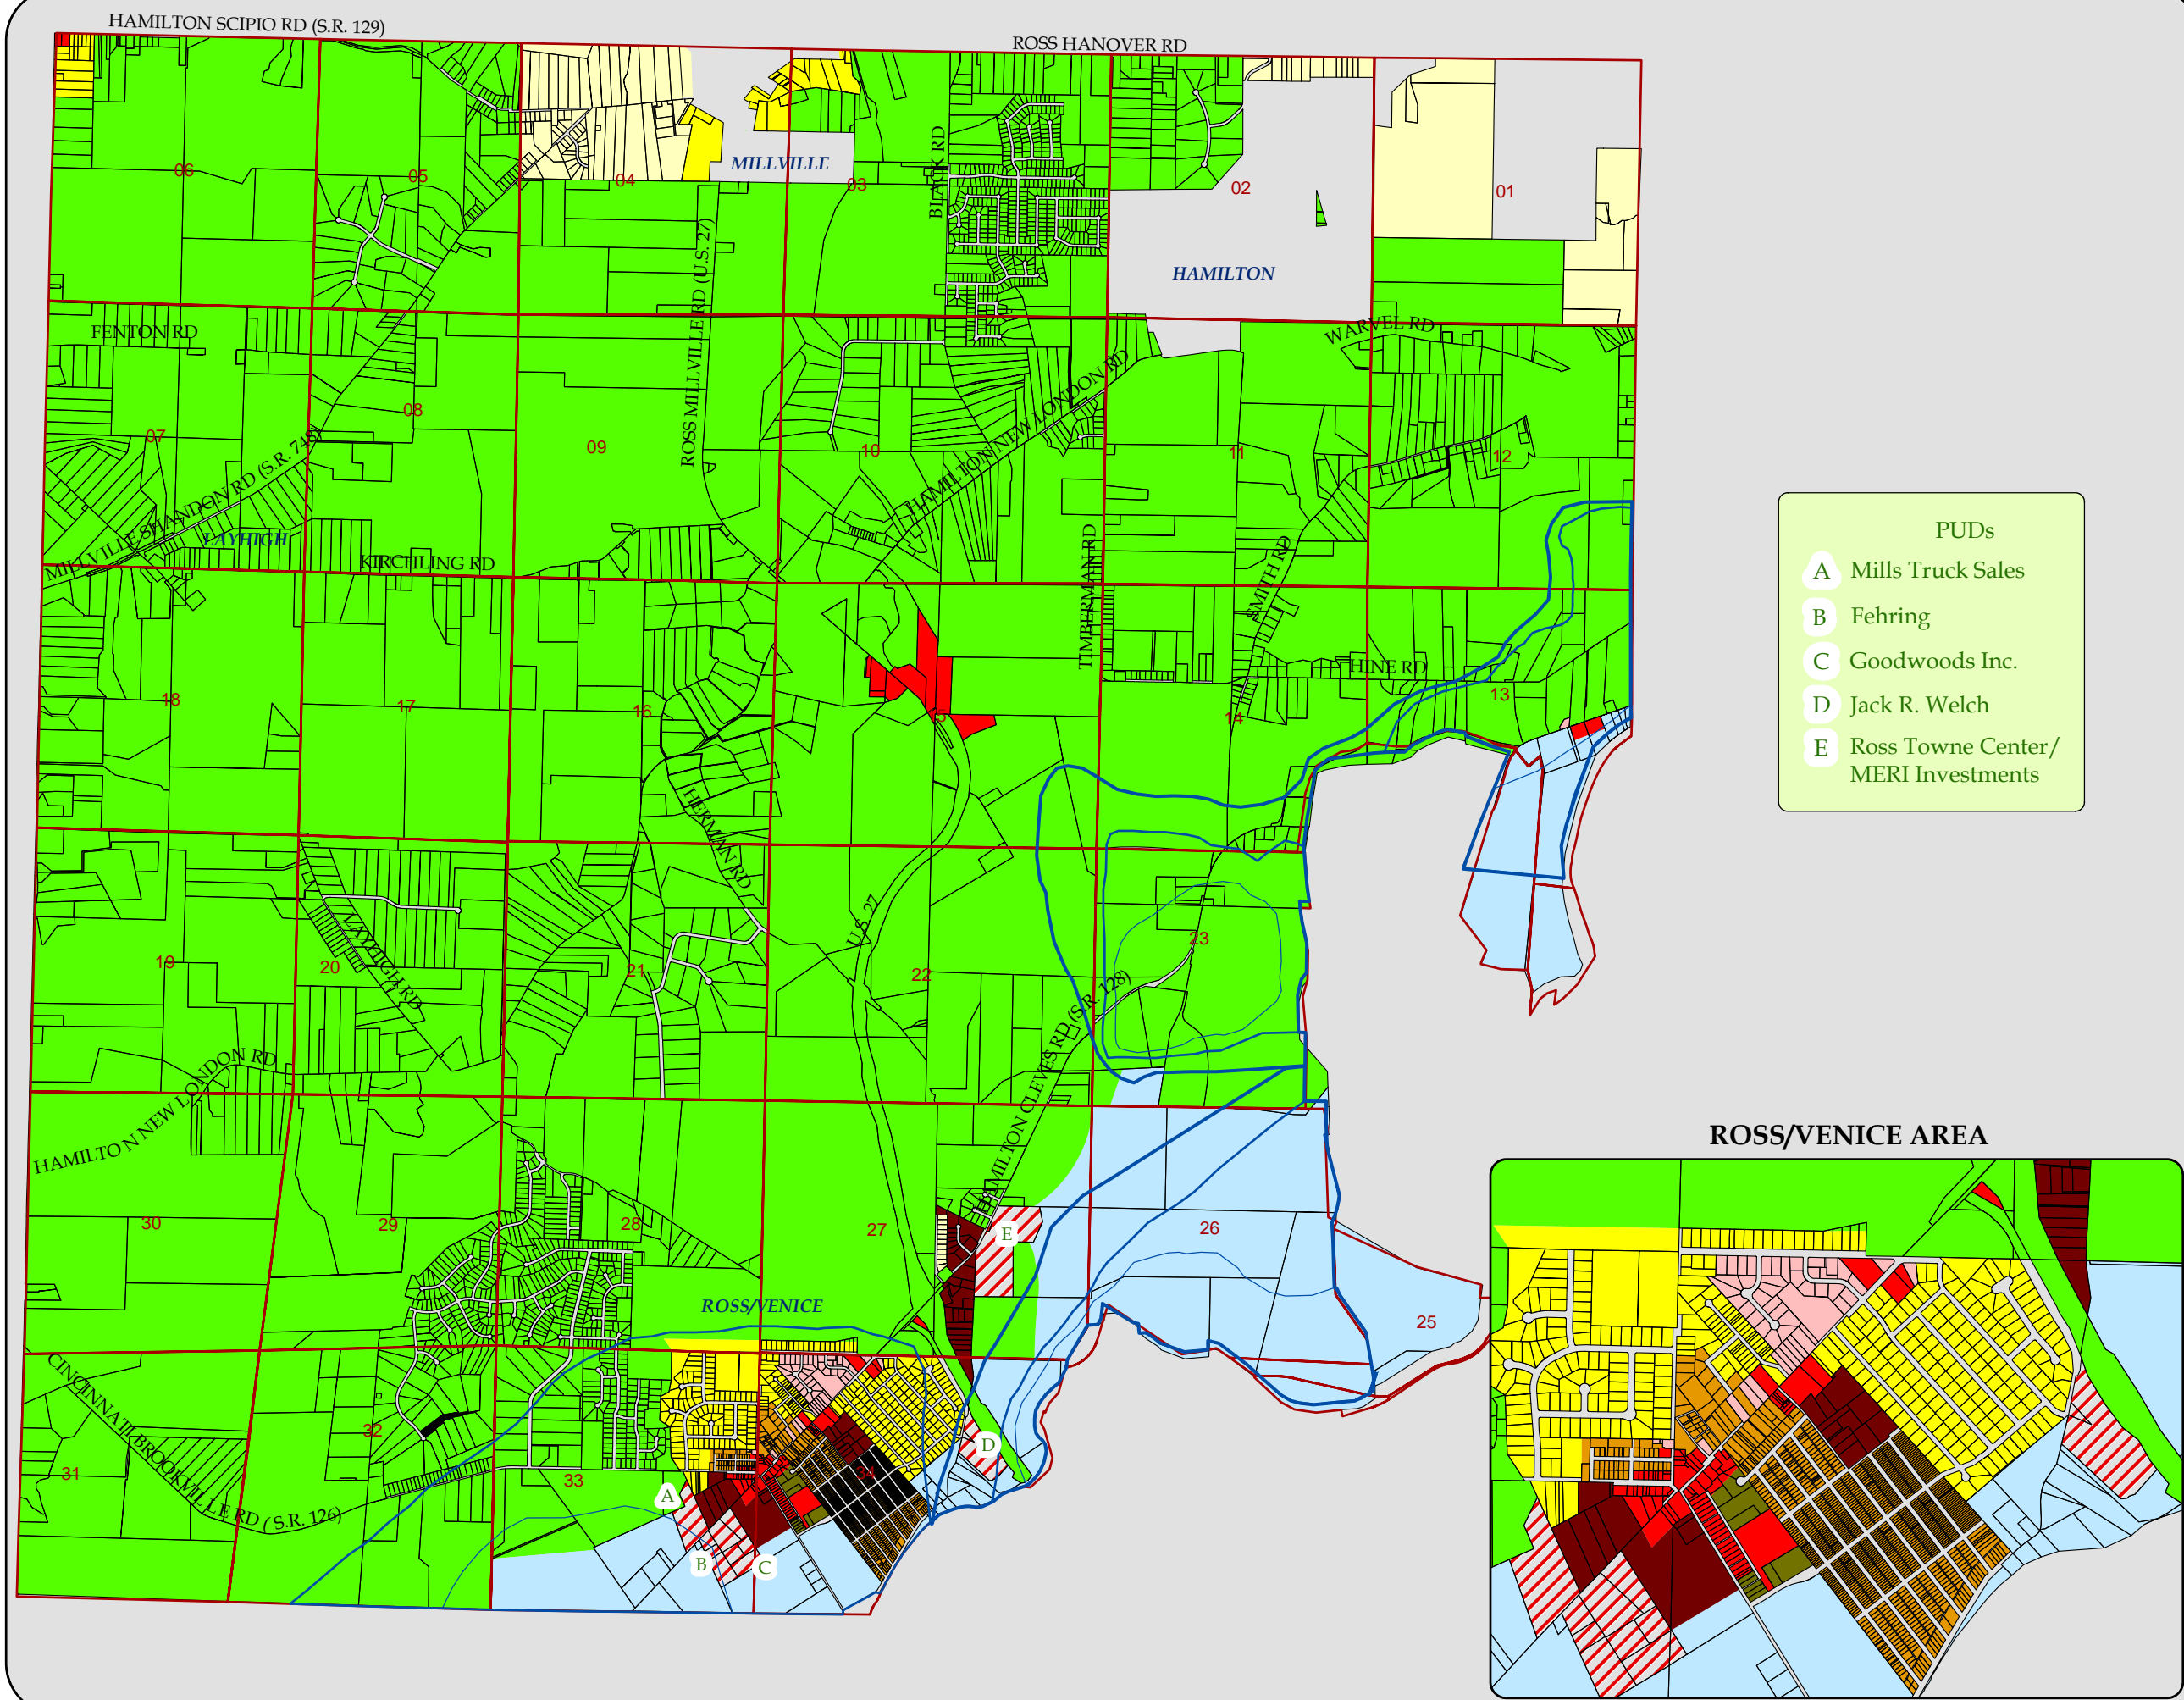 HAMILTON SCIPIO RD (S.R. 129)
ROSS HANOVER RD
BLACK RD
MILLVILLE
06
05
04
03
02
01
HAMILTON
ROSS MILLVILLE RD (U.S. 27)
FENTON RD
WARVEL RD
HAMILTON NEW LONDON RD
07
08
09
10
11
12
MILLVILLE SHANDON RD (S.R. 748)
LAYHIGH
KIRCHLING RD
TIMBERMAN RD
SMITH RD
HINE RD
18
17
16
15
14
13
PUDs
A Mills Truck Sales
B Fehring
C Goodwoods Inc.
D Jack R. Welch
E Ross Towne Center/
MERI Investments
HERMAN RD
LAYHIGH RD
U.S. 27
19
20
21
22
23
HAMILTON CLEVES RD (S.R. 128)
HAMILTON NEW LONDON RD
30
29
28
27
26
25
E
ROSS/VENICE
CINCINNATI BROOKVILLE RD (S.R. 126)
31
32
33
34
D
A
B
C
ROSS/VENICE AREA